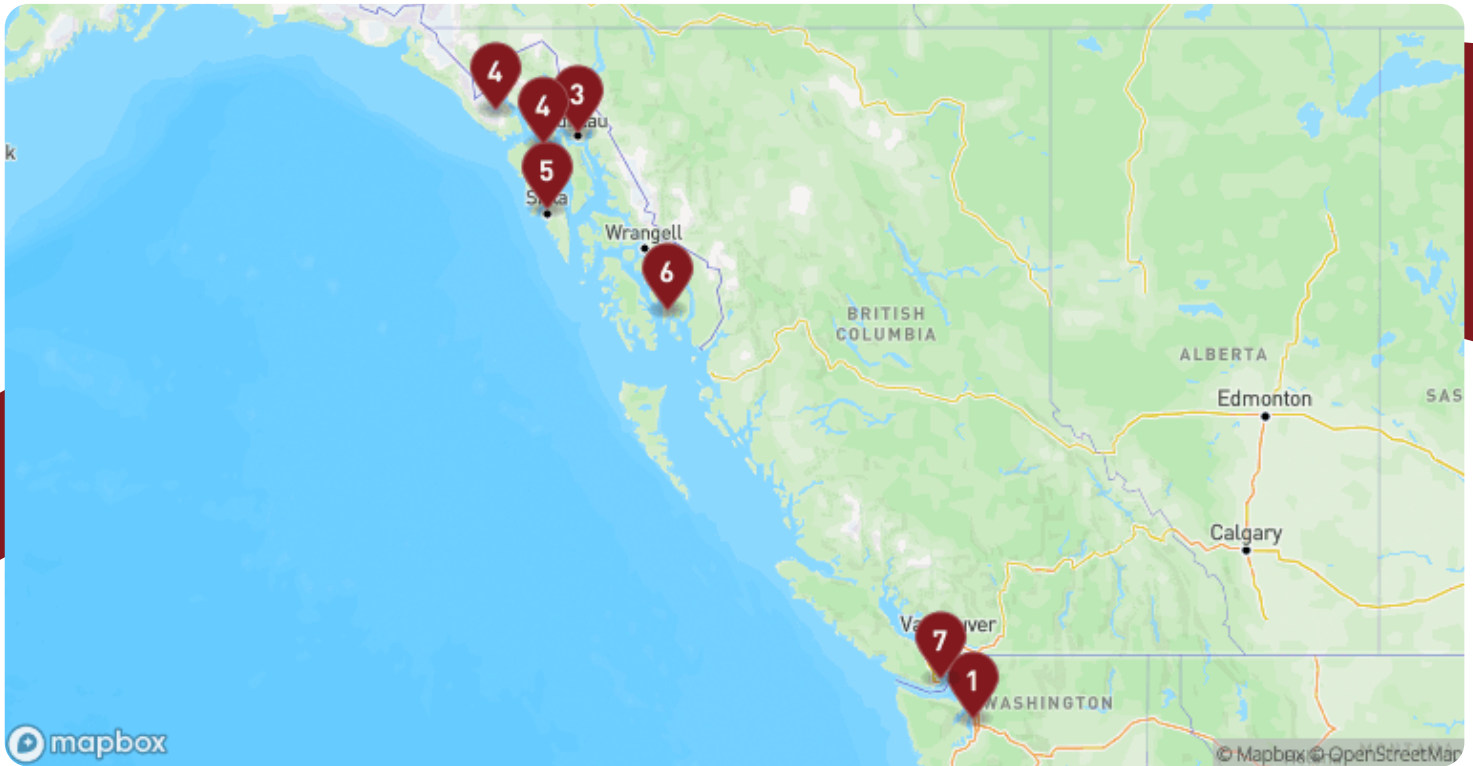 4
4 3
5
Wrangell
6
BRITISH
COLUMBIA
ALBERTA
Edmonton
SAS
Calgary
7
1
WASHINGTON
k
mapbox
© Mapbox © OpenStreetMap